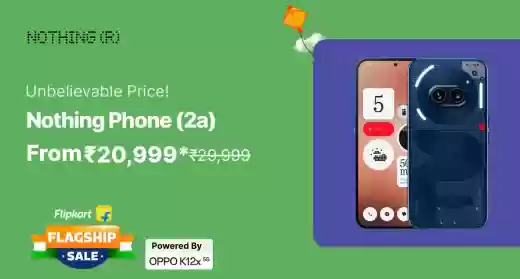 NOTHING (R)
Unbelievable Price!
Nothing Phone (2a)
From ₹20,999* ₹29,999
Flipkart
FLAGSHIP
SALE
Powered By
OPPO K12x 5G
5